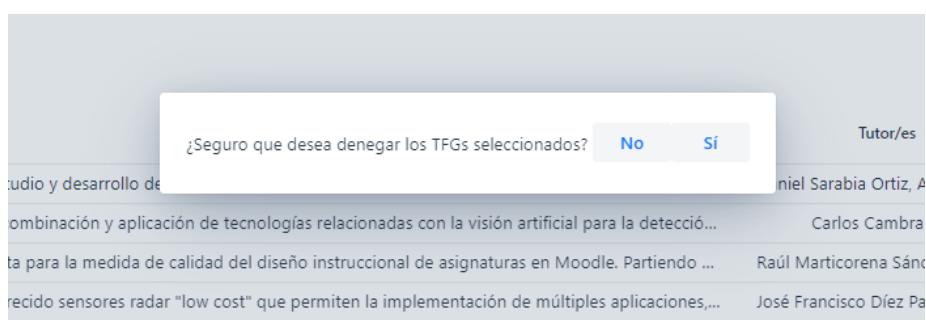 ¿Seguro que desea denegar los TFGs seleccionados? No Sí
Tutor/es
udio y desarrollo de niel Sarabia Ortiz, A
ombinación y aplicación de tecnologías relacionadas con la visión artificial para la detecció... Carlos Cambra
ta para la medida de calidad del diseño instruccional de asignaturas en Moodle. Partiendo ... Raúl Marticorena Sánc
recido sensores radar "low cost" que permiten la implementación de múltiples aplicaciones,... José Francisco Díez Pa